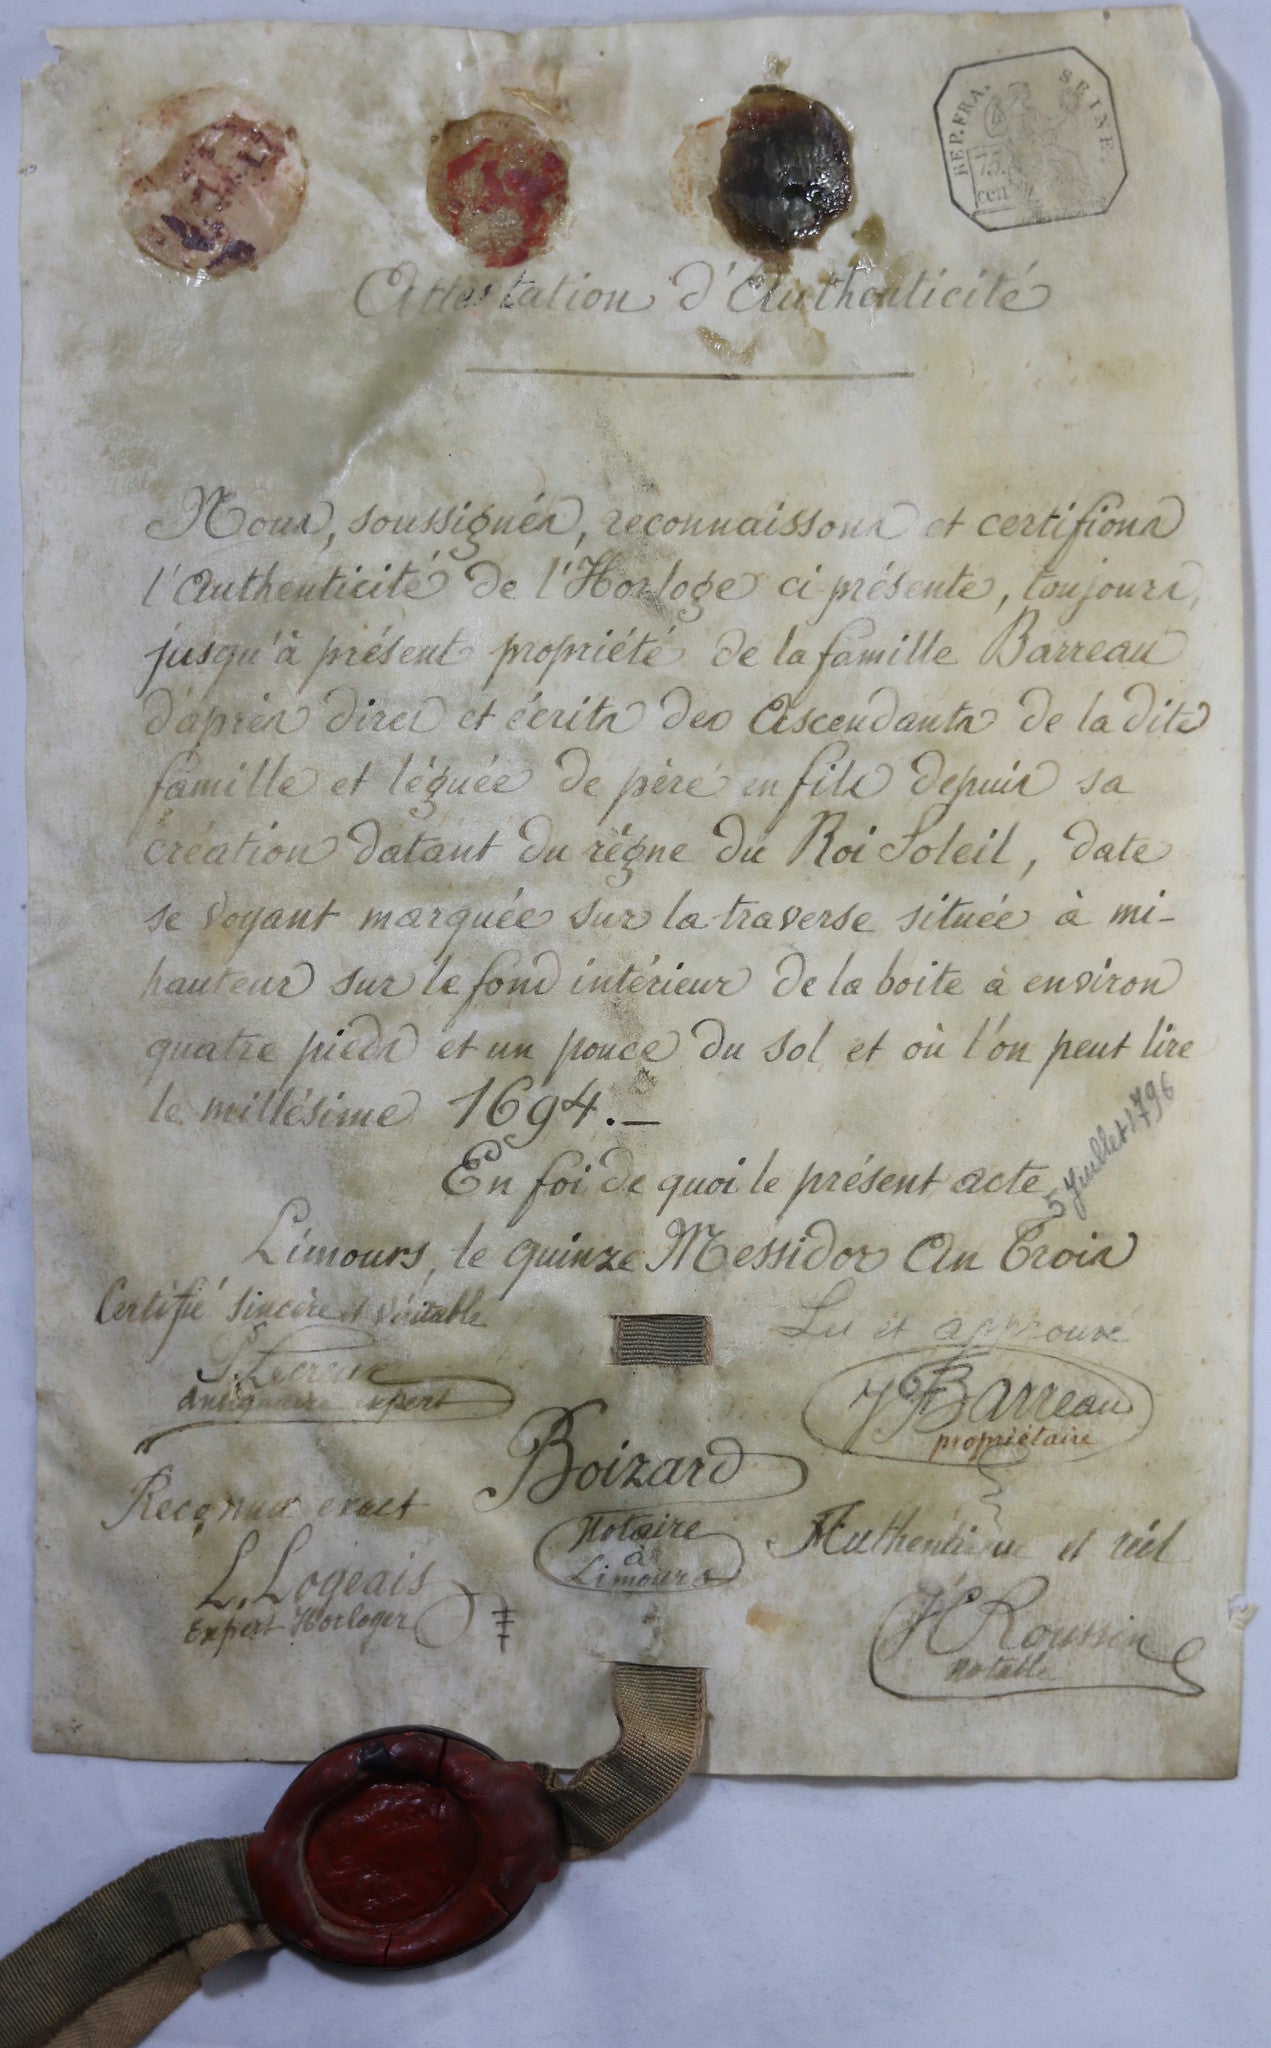 REP. FRA. SEINE.
75
cen
Attestation d'Authenticité
Nous, soussignés, reconnaissons et certifions
l'Authenticité de l'Horloge ci présente, toujours,
jusqu'à présent propriété de la famille Barreau
d'après dires et écrits des Ascendants de la dite
famille et léguée de père en fils depuis sa
création datant du règne du Roi Soleil, date
se voyant marquée sur la traverse située à mi-
hauteur sur le fond intérieur de la boite à environ
quatre pieds et un pouce du sol et où l'on peut lire
le millésime 1694.—
5 Juillet 1796
En foi de quoi le présent acte
Limours, le quinze Messidor An Trois
Certifié sincère et véritable
Antiquaire expert
Lu et approuvé
JF Barreau
propriétaire
Boizard
Notaire
à
Limours
Reconnu exact
L. Logeais
Expert Horloger
Authentique et réel
H Roussin
Notable